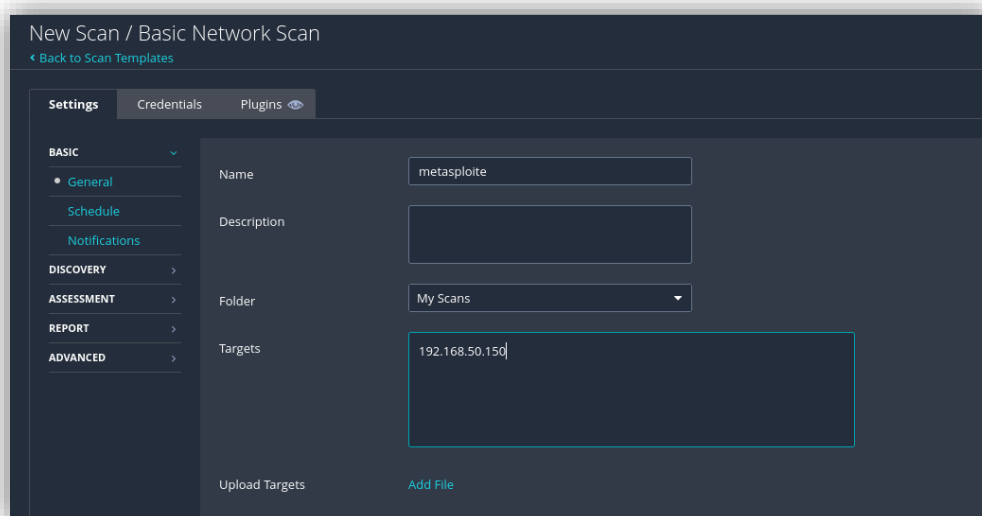 New Scan / Basic Network Scan
‹ Back to Scan Templates
Settings Credentials Plugins
BASIC
General
Schedule
Notifications
DISCOVERY
ASSESSMENT
REPORT
ADVANCED
Name metasploite
Description
Folder My Scans
Targets 192.168.50.150
Upload Targets Add File